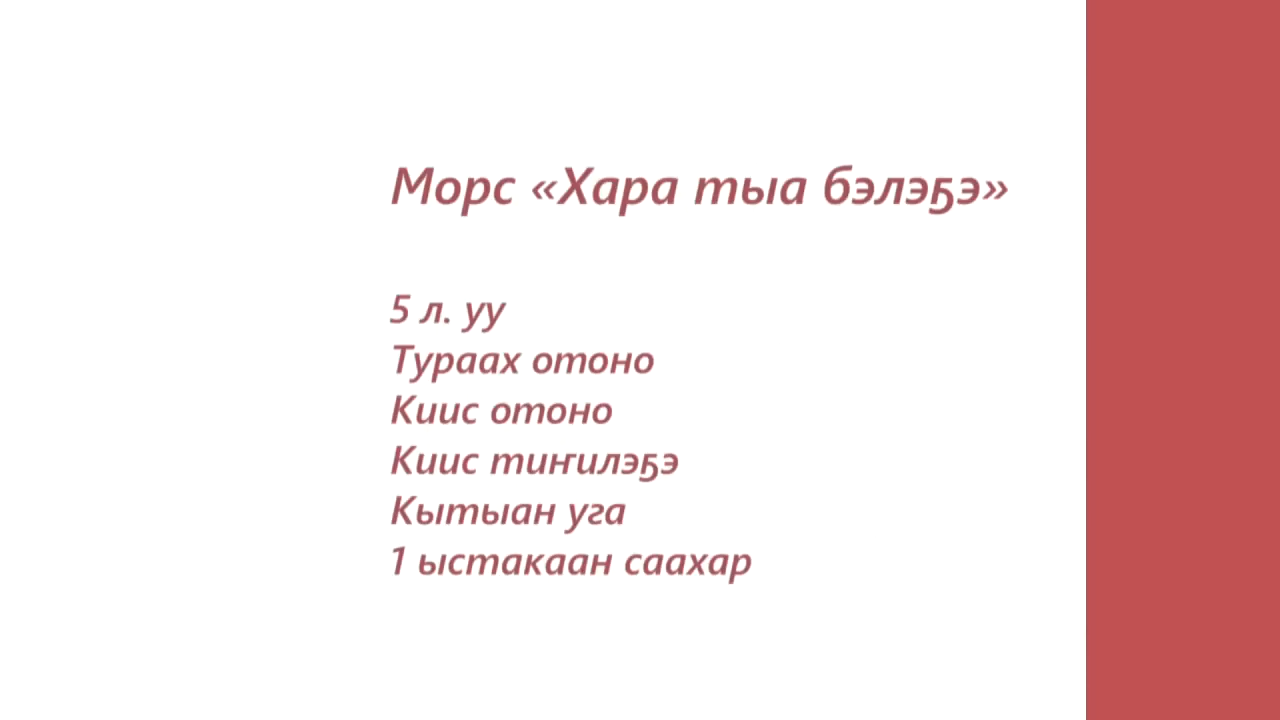 Морс «Хара тыа бэлэҕэ»
5 л. уу
Тураах отоно
Киис отоно
Киис тиҥилэҕэ
Кытыан уга
1 ыстакаан саахар